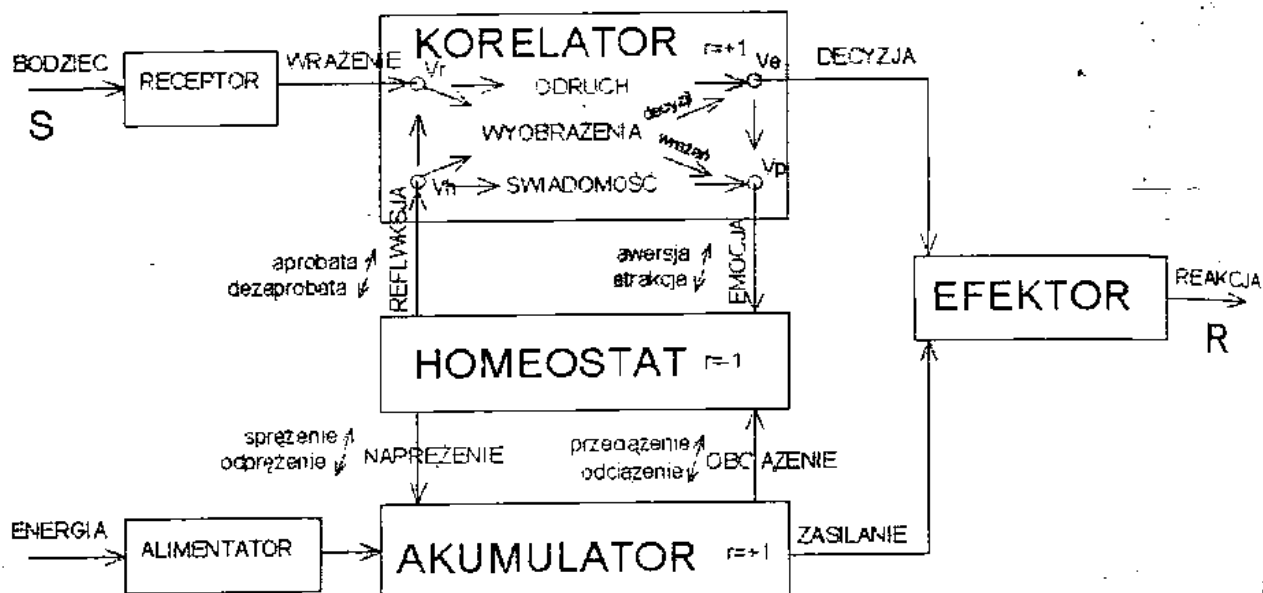 KORELATOR r=+1
BODZIEC
WRAŻENIE
Vr
Ve
DECYZJA
RECEPTOR
ODRUCH
S
decyzji
WYOBRAŻENIA
wrażeń
Vh
ŚWIADOMOŚĆ
Vp
REFLWKSJA
aprobata
dezaprobata
awersja
atrakcja
EMOCJA
EFEKTOR
REAKCJA
R
HOMEOSTAT r=-1
sprężenie
odprężenie
NAPRĘŻENIE
przeciążenie
odciążenie
OBCIĄŻENIE
ENERGIA
ALIMENTATOR
AKUMULATOR r=+1
ZASILANIE